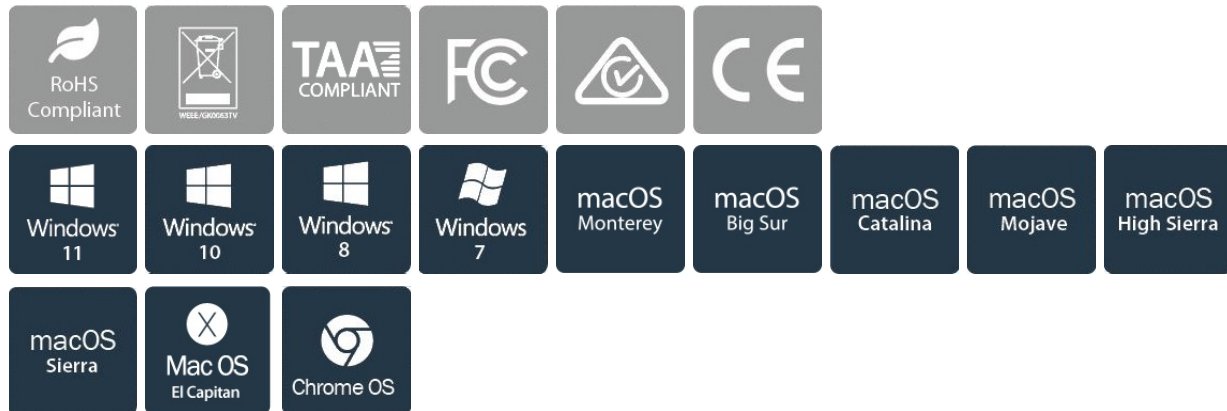 RoHS
Compliant
WEEE/GK0063TV
TAA
COMPLIANT
FC
CE
Windows
11
Windows
10
Windows
8
Windows
7
macOS
Monterey
macOS
Big Sur
macOS
Catalina
macOS
Mojave
macOS
High Sierra
macOS
Sierra
X
Mac OS
El Capitan
Chrome OS